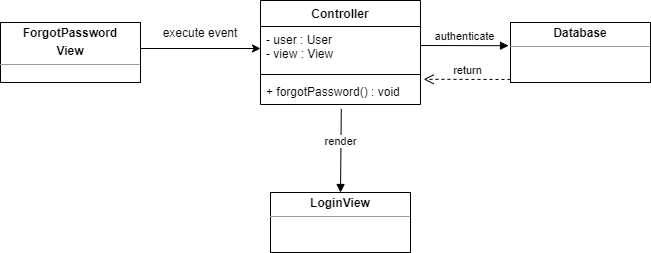 ForgotPassword
View
execute event
Controller
- user : User
- view : View
+ forgotPassword() : void
authenticate
return
Database
render
LoginView